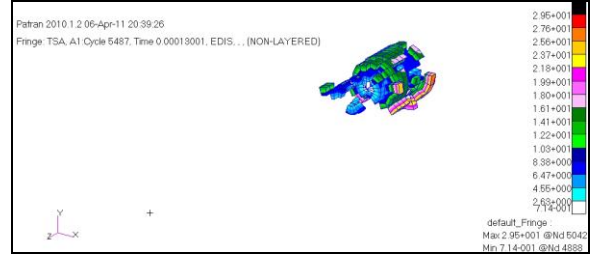 Patran 2010.1.2 06-Apr-11 20:39:26
Fringe: TSA, A1:Cycle 5487, Time 0.00013001, EDIS, , , (NON-LAYERED)
2.95+001
2.76+001
2.56+001
2.37+001
2.18+001
1.99+001
1.80+001
1.61+001
1.41+001
1.22+001
1.03+001
8.38+000
6.47+000
4.55+000
2.63+000
7.14-001
Y
Z X
default_Fringe :
Max 2.95+001 @Nd 5042
Min 7.14-001 @Nd 4888